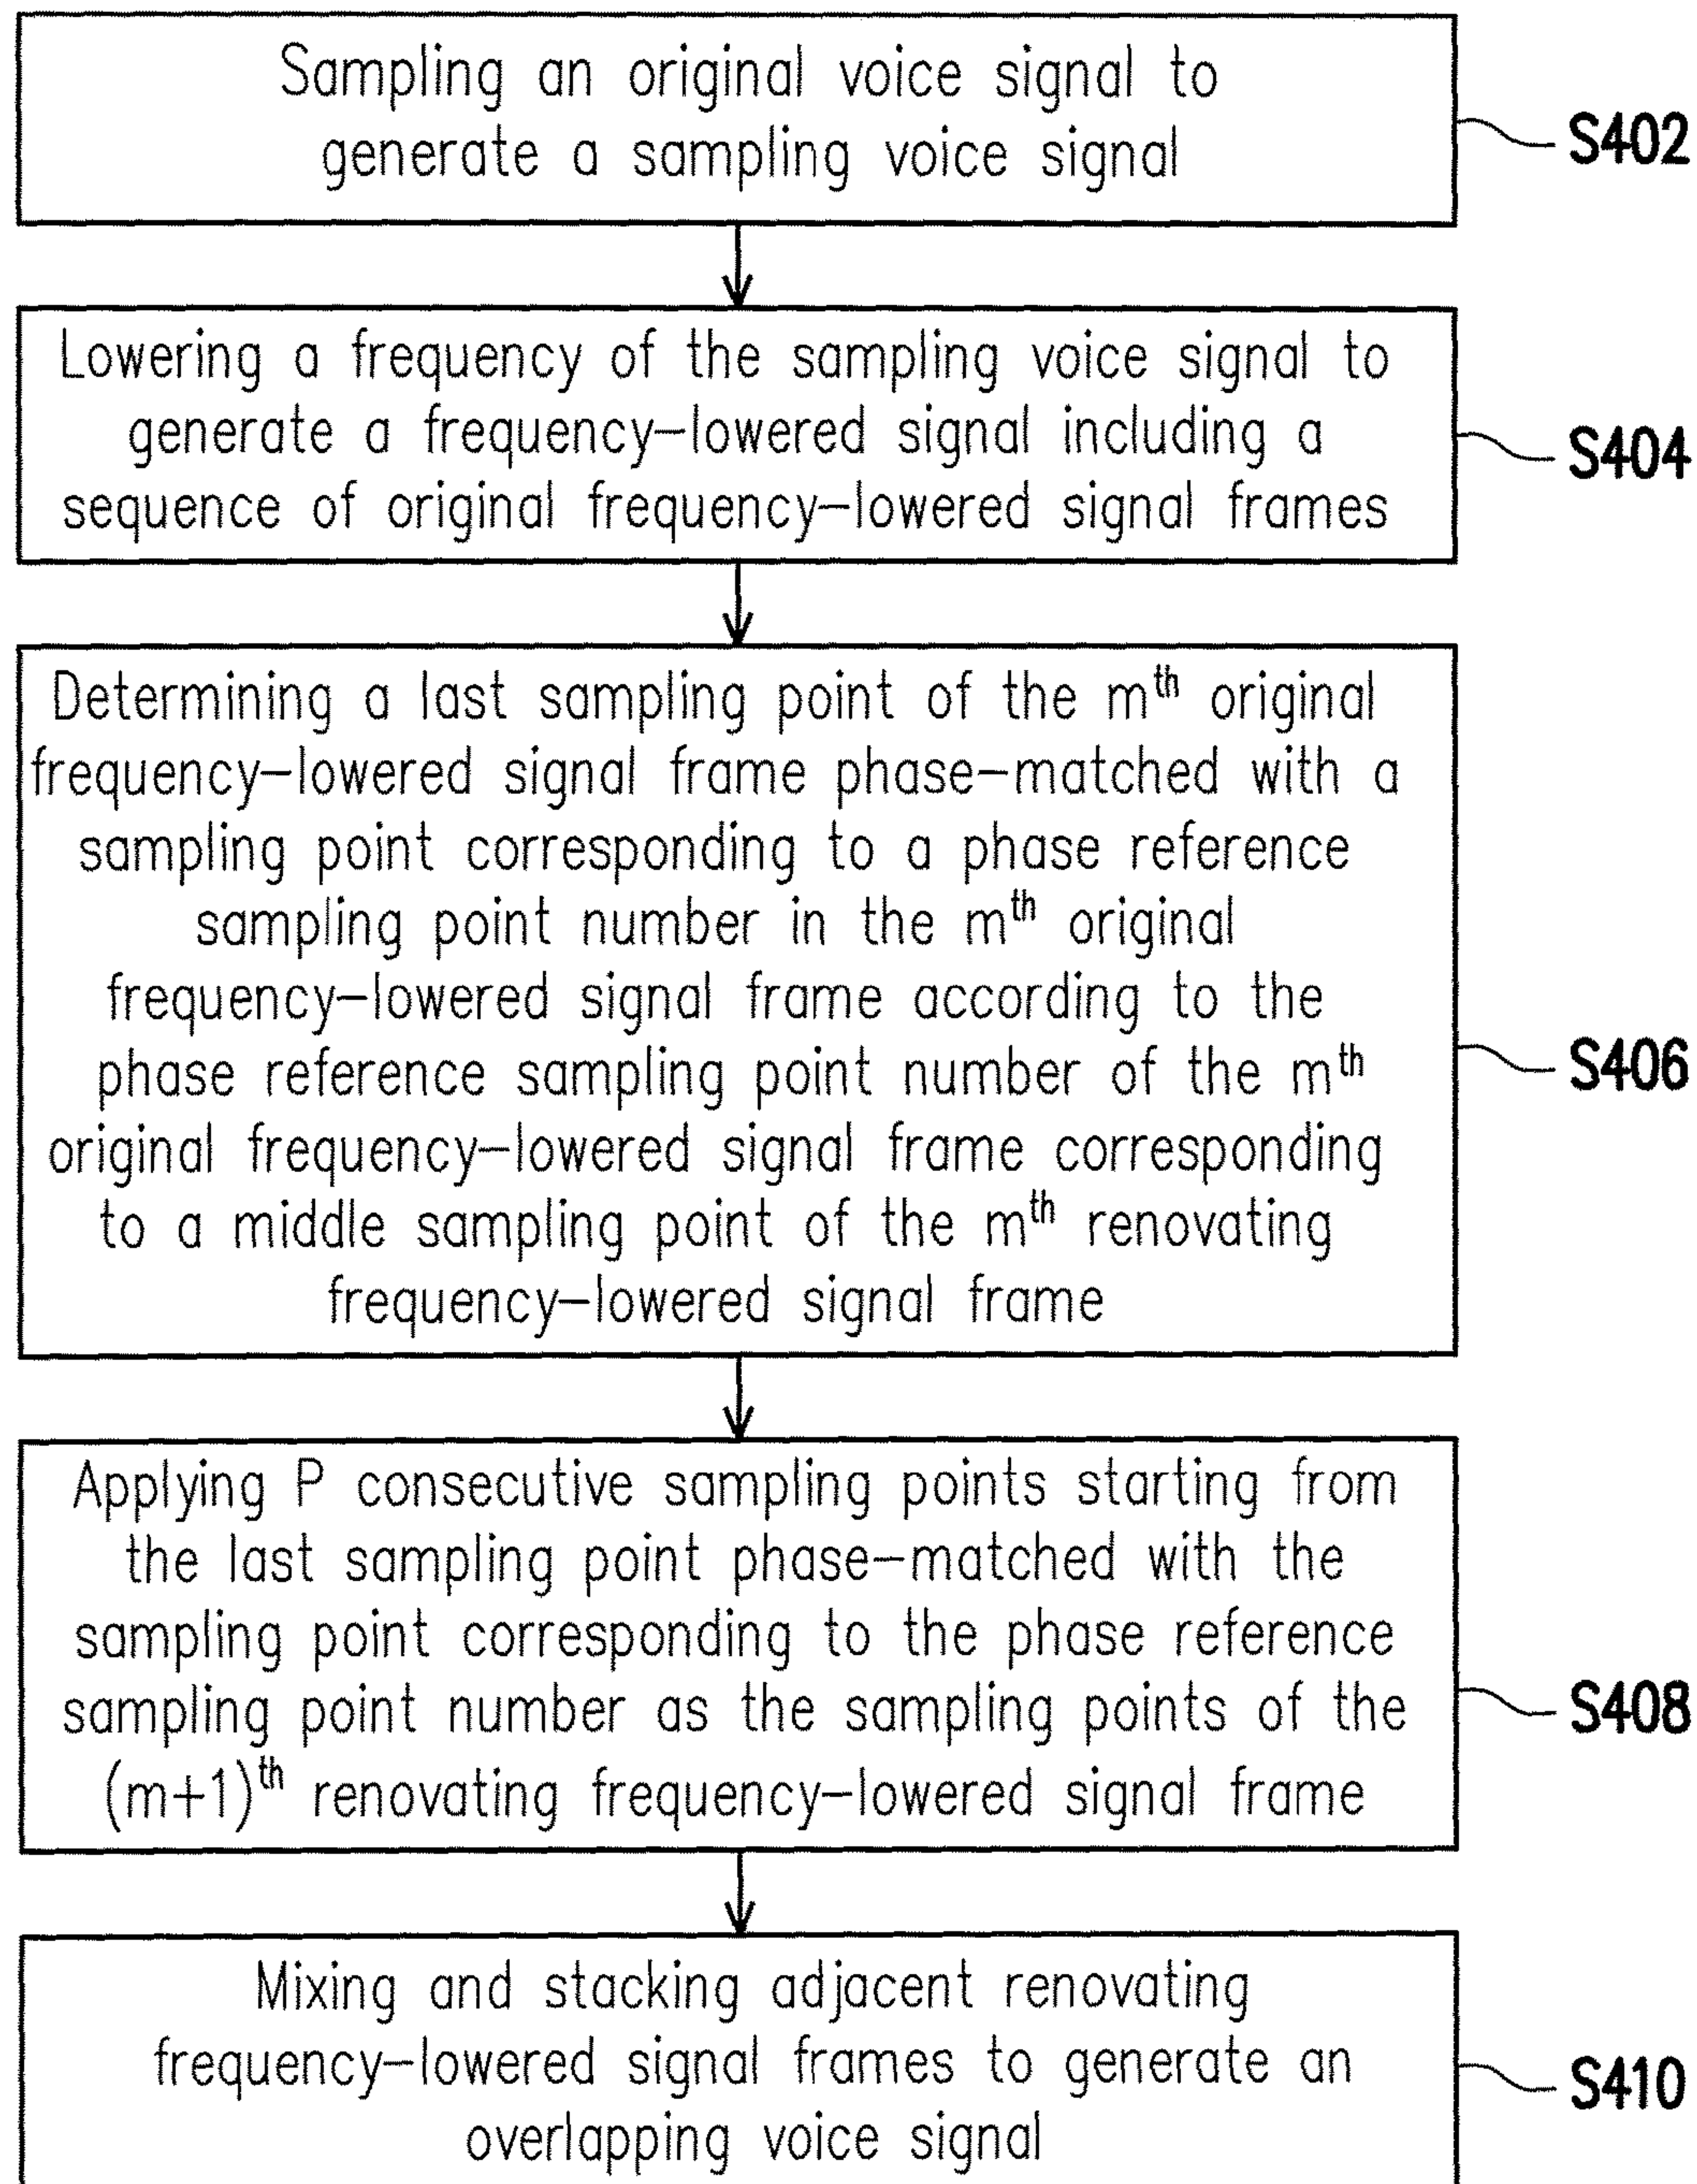 Sampling an original voice signal to
generate a sampling voice signal
S402
Lowering a frequency of the sampling voice signal to
generate a frequency-lowered signal including a
sequence of original frequency-lowered signal frames
S404
Determining a last sampling point of the mth original
frequency-lowered signal frame phase-matched with a
sampling point corresponding to a phase reference
sampling point number in the mth original
frequency-lowered signal frame according to the
phase reference sampling point number of the mth
original frequency-lowered signal frame corresponding
to a middle sampling point of the mth renovating
frequency-lowered signal frame
S406
Applying P consecutive sampling points starting from
the last sampling point phase-matched with the
sampling point corresponding to the phase reference
sampling point number as the sampling points of the
(m+1)th renovating frequency-lowered signal frame
S408
Mixing and stacking adjacent renovating
frequency-lowered signal frames to generate an
overlapping voice signal
S410